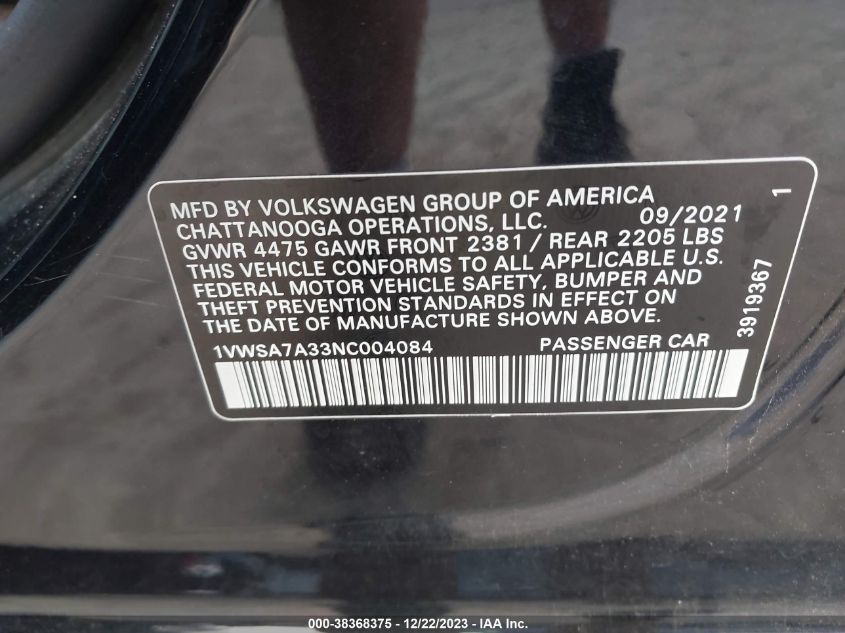 MFD BY VOLKSWAGEN GROUP OF AMERICA
CHATTANOOGA OPERATIONS, LLC. 09/2021 1
GVWR 4475 GAWR FRONT 2381 / REAR 2205 LBS
THIS VEHICLE CONFORMS TO ALL APPLICABLE U.S.
FEDERAL MOTOR VEHICLE SAFETY, BUMPER AND
THEFT PREVENTION STANDARDS IN EFFECT ON
THE DATE OF MANUFACTURE SHOWN ABOVE.
1VWSA7A33NC004084 PASSENGER CAR
3919367
000-38368375 - 12/22/2023 - IAA Inc.